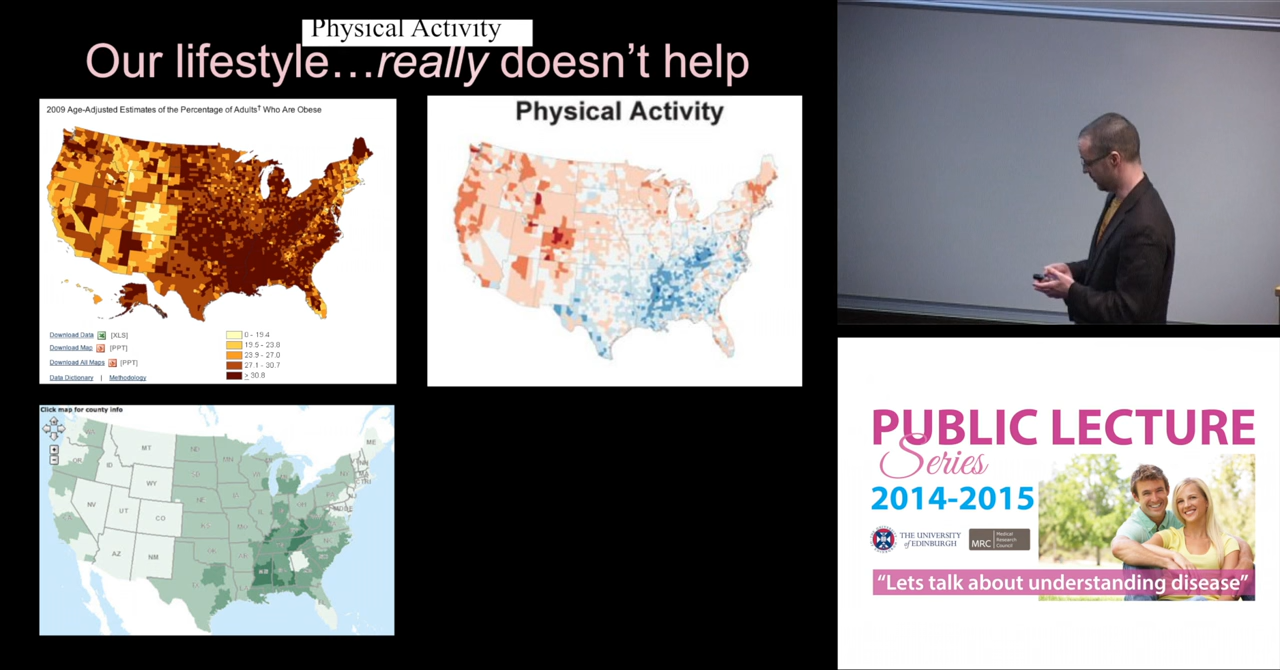 Physical Activity
Our lifestyle…really doesn’t help
2009 Age-Adjusted Estimates of the Percentage of Adults† Who Are Obese
Download Data [XLS]
Download Map [PPT]
Download All Maps [PPT]
Data Dictionary | Methodology
0 - 19.4
19.5 - 23.8
23.9 - 27.0
27.1 - 30.7
≥ 30.8
Physical Activity
Click map for county info
MT
ME
ID
WY
NV
UT
CO
AZ
NM
PUBLIC LECTURE
Series
2014-2015
THE UNIVERSITY
of EDINBURGH
MRC
Medical
Research
Council
“Lets talk about understanding disease”